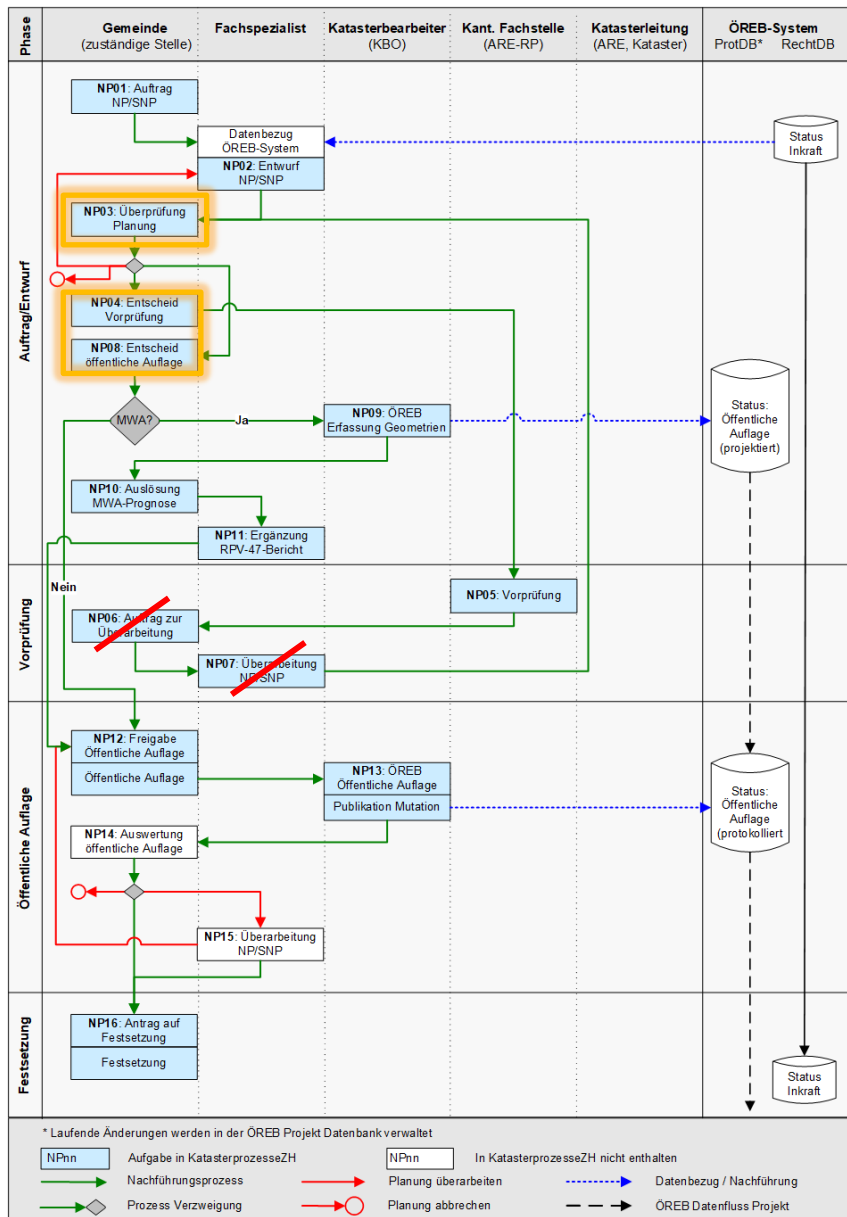 Phase
Gemeinde
(zuständige Stelle)
Fachspezialist
Katasterbearbeiter
(KBO)
Kant. Fachstelle
(ARE-RP)
Katasterleitung
(ARE, Kataster)
ÖREB-System
ProtDB* RechtDB
Auftrag/Entwurf
NP01: Auftrag
NP/SNP
Datenbezug
ÖREB-System
Status
Inkraft
NP02: Entwurf
NP/SNP
NP03: Überprüfung
Planung
NP04: Entscheid
Vorprüfung
NP08: Entscheid
öffentliche Auflage
MWA?
Ja
NP09: ÖREB
Erfassung Geometrien
Status:
Öffentliche
Auflage
(projektiert)
NP10: Auslösung
MWA-Prognose
NP11: Ergänzung
RPV-47-Bericht
Nein
Vorprüfung
NP05: Vorprüfung
NP06: Auftrag zur
Überarbeitung
NP07: Überarbeitung
NP/SNP
Öffentliche Auflage
NP12: Freigabe
Öffentliche Auflage
Öffentliche Auflage
NP13: ÖREB
Öffentliche Auflage
Publikation Mutation
Status:
Öffentliche
Auflage
(protokolliert
NP14: Auswertung
öffentliche Auflage
NP15: Überarbeitung
NP/SNP
Festsetzung
NP16: Antrag auf
Festsetzung
Festsetzung
Status
Inkraft
* Laufende Änderungen werden in der ÖREB Projekt Datenbank verwaltet
NPnn Aufgabe in KatasterprozesseZH NPnn In KatasterprozesseZH nicht enthalten
Nachführungsprozess Planung überarbeiten Datenbezug / Nachführung
Prozess Verzweigung Planung abbrechen ÖREB Datenfluss Projekt